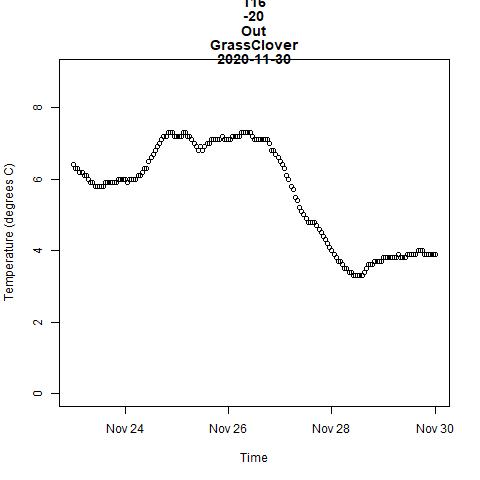 T16
-20
Out
GrassClover
2020-11-30
Temperature (degrees C)
8
6
4
2
0
Nov 24
Nov 26
Nov 28
Nov 30
Time